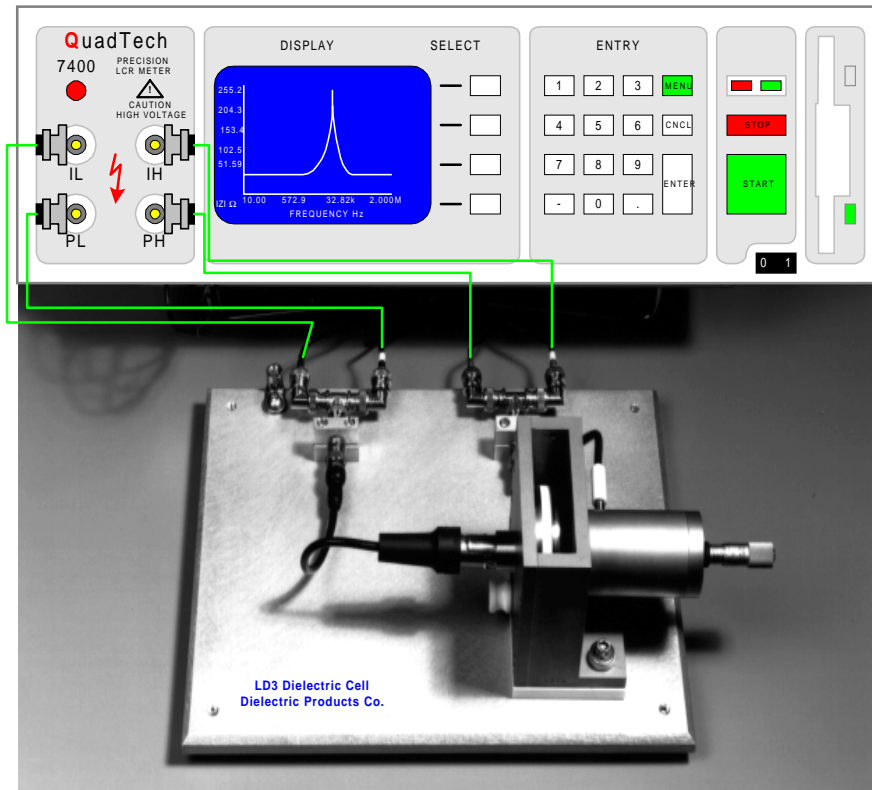 QuadTech
7400
PRECISION
LCR METER
CAUTION
HIGH VOLTAGE
IL
IH
PL
PH
DISPLAY
SELECT
255.2
204.3
153.4
102.5
51.59
|Z| Ω
10.00 572.9 32.82k 2.000M
FREQUENCY Hz
ENTRY
1 2 3 MENU
4 5 6 CNCL
7 8 9
ENTER
- 0 .
STOP
START
0 1
LD3 Dielectric Cell
Dielectric Products Co.